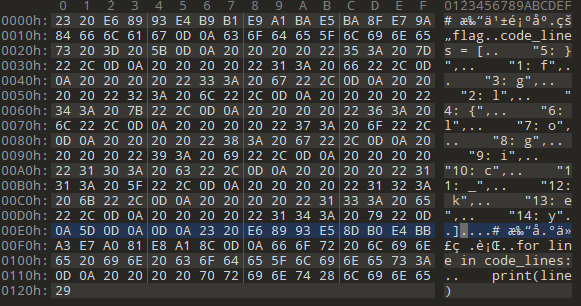 0 1 2 3 4 5 6 7 8 9 A B C D E F 0123456789ABCDEF
0000h: 23 20 E6 89 93 E4 B9 B1 E9 A1 BA E5 BA 8F E7 9A # æ‰“ä¹±é¡ºåº.çš
0010h: 84 66 6C 61 67 0D 0A 63 6F 64 65 5F 6C 69 6E 65 „flag..code_line
0020h: 73 20 3D 20 5B 0D 0A 20 20 20 20 22 35 3A 20 7D s = [..    "5: }
0030h: 22 2C 0D 0A 20 20 20 20 22 31 3A 20 66 22 2C 0D ",..    "1: f",.
0040h: 0A 20 20 20 20 22 33 3A 20 67 22 2C 0D 0A 20 20 .    "3: g",..
0050h: 20 20 22 32 3A 20 6C 22 2C 0D 0A 20 20 20 20 22   "2: l",..    "
0060h: 34 3A 20 7B 22 2C 0D 0A 20 20 20 20 22 36 3A 20 4: {",..    "6:
0070h: 6C 22 2C 0D 0A 20 20 20 20 22 37 3A 20 6F 22 2C l",..    "7: o",
0080h: 0D 0A 20 20 20 20 22 38 3A 20 67 22 2C 0D 0A 20 ..    "8: g",..
0090h: 20 20 20 22 39 3A 20 69 22 2C 0D 0A 20 20 20 20    "9: i",..
00A0h: 22 31 30 3A 20 63 22 2C 0D 0A 20 20 20 20 22 31 "10: c",..    "1
00B0h: 31 3A 20 5F 22 2C 0D 0A 20 20 20 20 22 31 32 3A 1: _",..    "12:
00C0h: 20 6B 22 2C 0D 0A 20 20 20 20 22 31 33 3A 20 65  k",..    "13: e
00D0h: 22 2C 0D 0A 20 20 20 20 22 31 34 3A 20 79 22 0D ",..    "14: y".
00E0h: 0A 5D 0D 0A 0D 0A 23 20 E6 89 93 E5 8D B0 E4 BB .]....# æ‰“å.°ä»
00F0h: A3 E7 A0 81 E8 A1 8C 0D 0A 66 6F 72 20 6C 69 6E £ç .è¡Œ..for lin
0100h: 65 20 69 6E 20 63 6F 64 65 5F 6C 69 6E 65 73 3A e in code_lines:
0110h: 0D 0A 20 20 20 20 70 72 69 6E 74 28 6C 69 6E 65 ..    print(line
0120h: 29 )